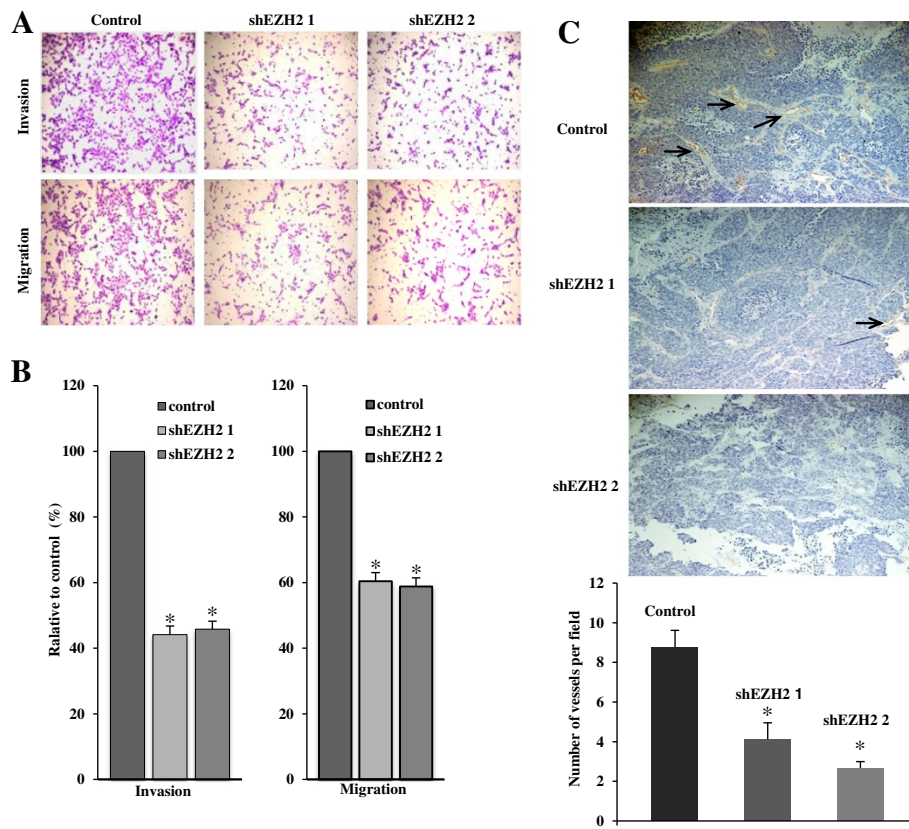 A
Control
shEZH2 1
shEZH2 2
Invasion
Migration
B
120
100
80
60
40
20
0
Ralative to control (%)
control
shEZH2 1
shEZH2 2
*
*
Invasion
120
100
80
60
40
20
0
control
shEZH2 1
shEZH2 2
*
*
Migration
C
Control
shEZH2 1
shEZH2 2
12
10
8
6
4
2
0
Number of vessels per field
Control
shEZH2 1
*
shEZH2 2
*